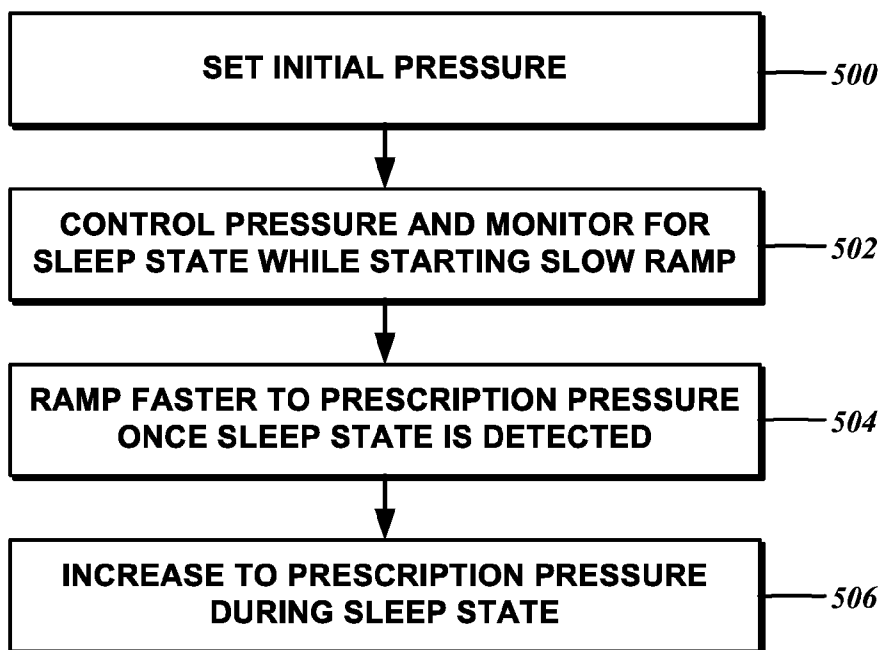 SET INITIAL PRESSURE
500
CONTROL PRESSURE AND MONITOR FOR
SLEEP STATE WHILE STARTING SLOW RAMP
502
RAMP FASTER TO PRESCRIPTION PRESSURE
ONCE SLEEP STATE IS DETECTED
504
INCREASE TO PRESCRIPTION PRESSURE
DURING SLEEP STATE
506